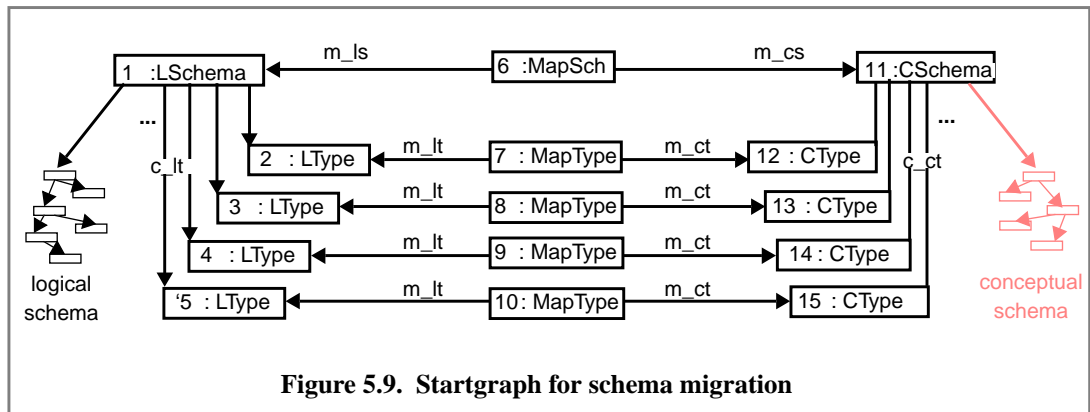 m_ls m_cs
1 :LSchema 6 :MapSch 11 :CSchema
... ...
c_lt m_lt m_ct c_ct
2 : LType 7 : MapType 12 : CType
m_lt m_ct
3 : LType 8 : MapType 13 : CType
m_lt m_ct
4 : LType 9 : MapType 14 : CType
logical
schema
m_lt m_ct
‘5 : LType 10: MapType 15 : CType
conceptual
schema
Figure 5.9. Startgraph for schema migration